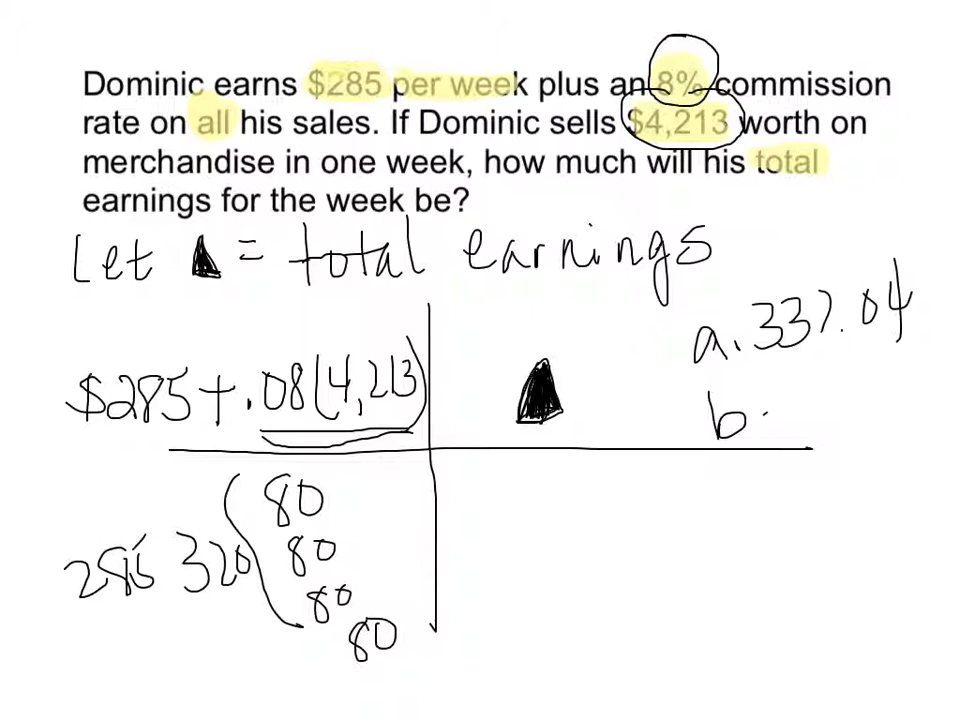 Dominic earns $285 per week plus an 8% commission
rate on all his sales. If Dominic sells $4,213 worth on
merchandise in one week, how much will his total
earnings for the week be?
Let = total earnings
a. 337.04
$285 + .08(4,213)
b.
80
80
285 320
80
80